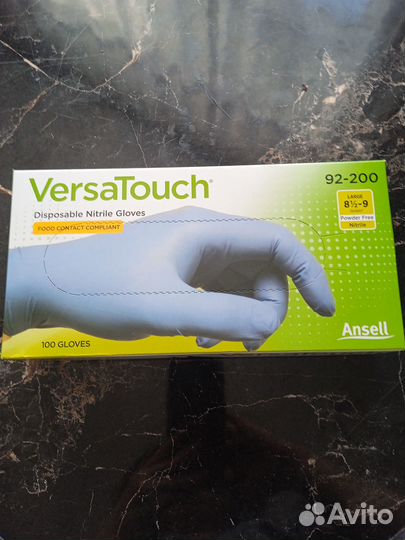 VersaTouch®
92-200
Disposable Nitrile Gloves
FOOD CONTACT COMPLIANT
LARGE
8½-9
Powder Free
Nitrile
100 GLOVES
Ansell
Avito